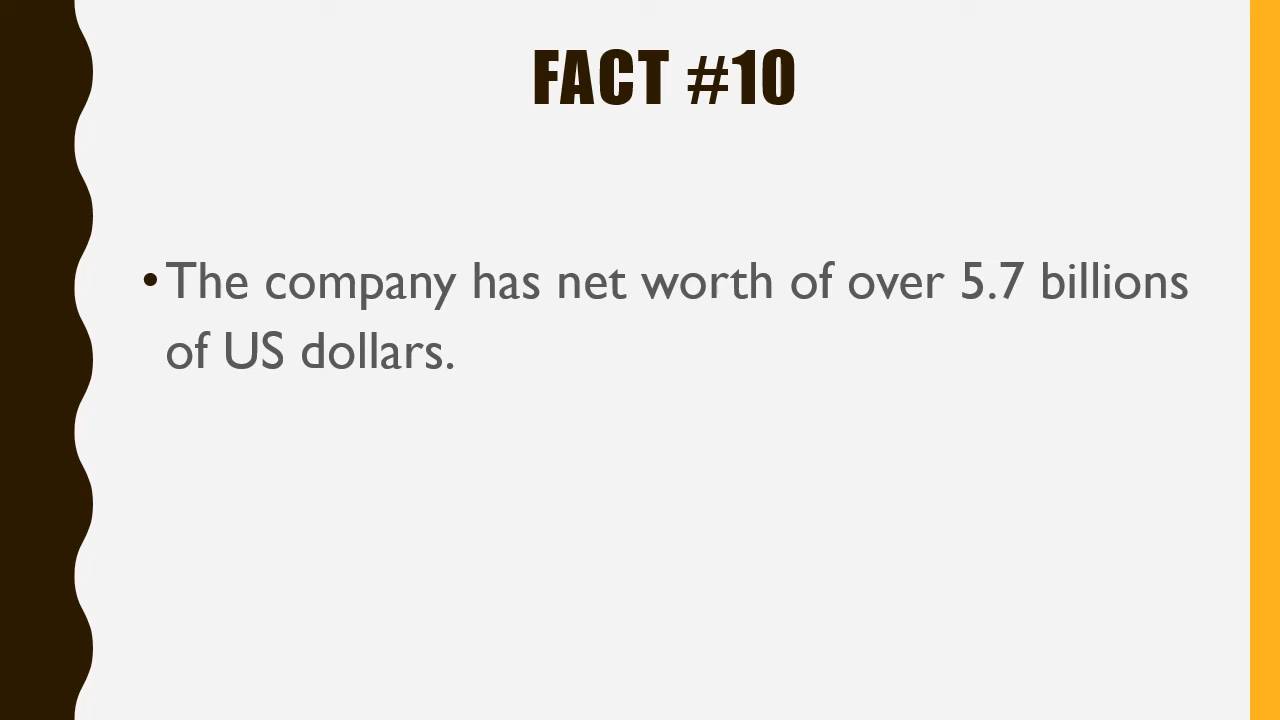 FACT #10
• The company has net worth of over 5.7 billions
of US dollars.